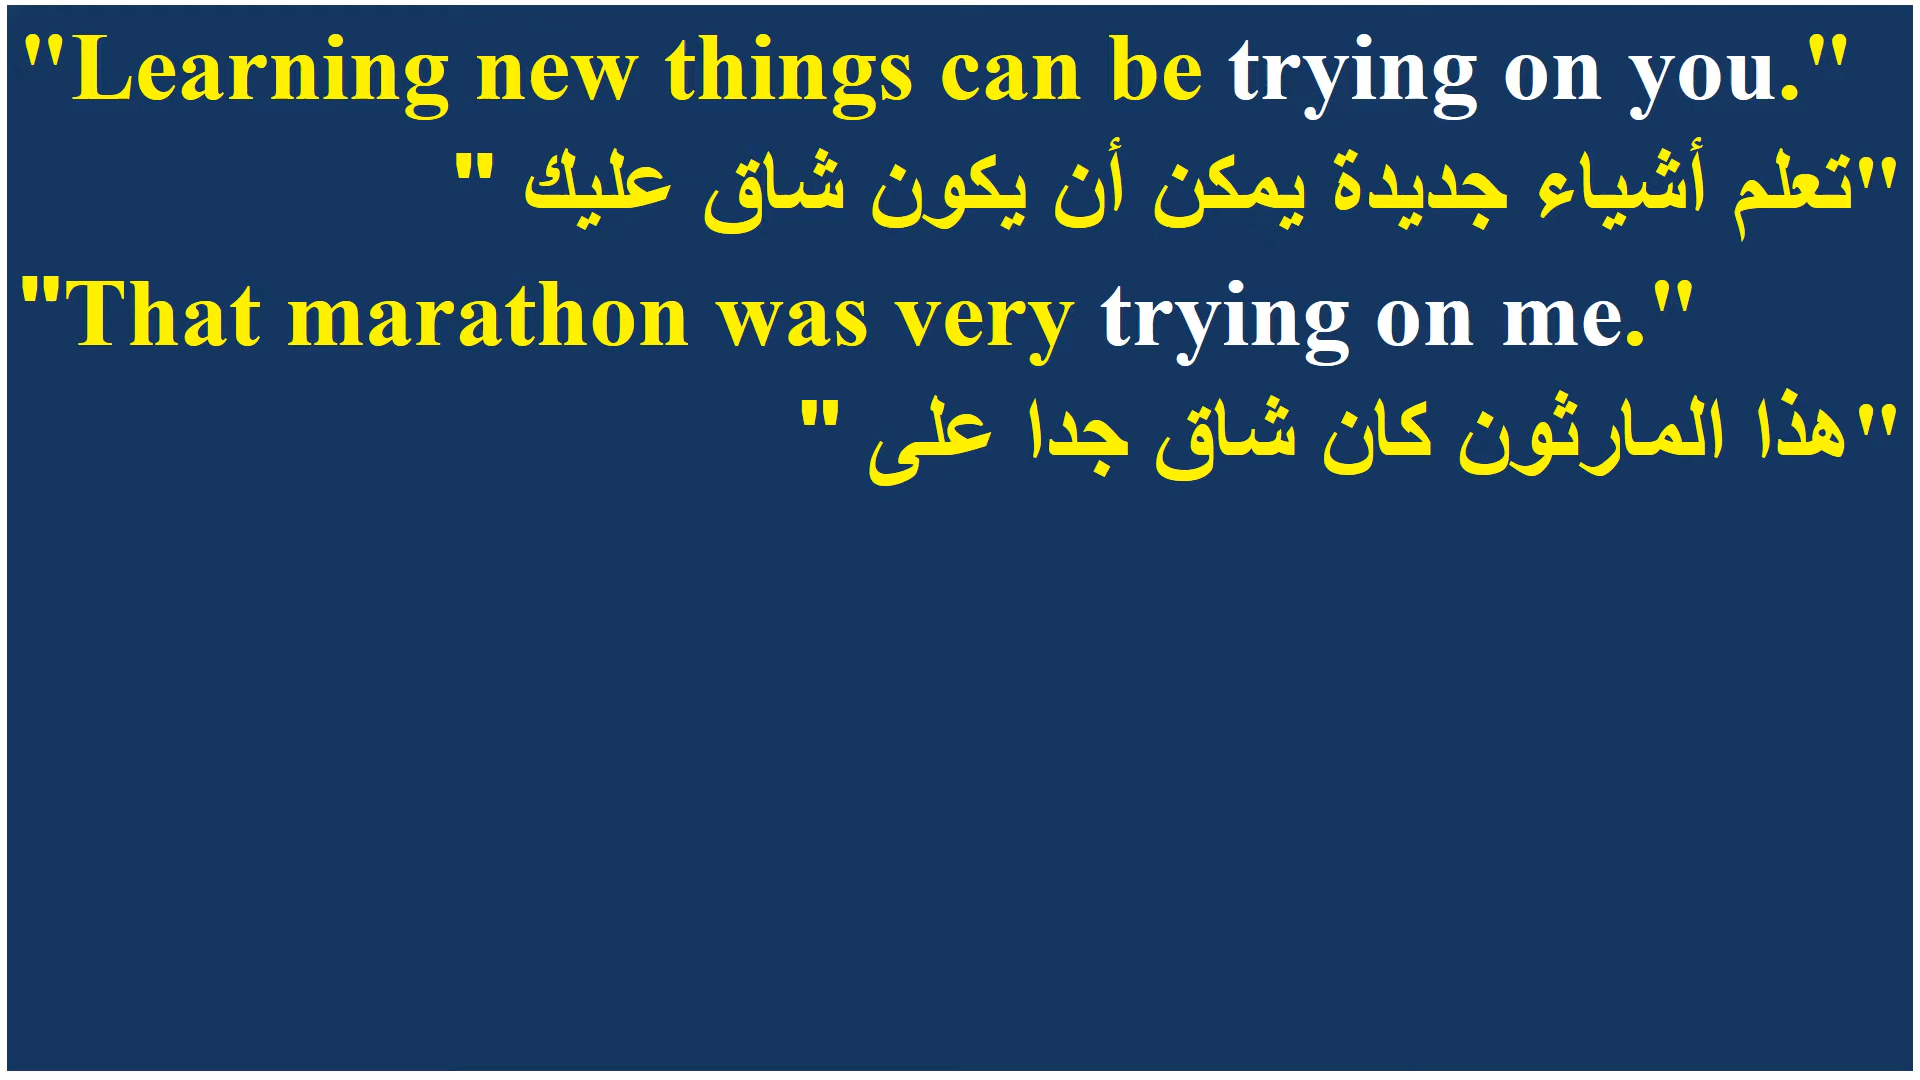 "Learning new things can be trying on you."
"تعلم أشياء جديدة يمكن أن يكون شاق عليك "
"That marathon was very trying on me."
"هذا المارثون كان شاق جدا على "